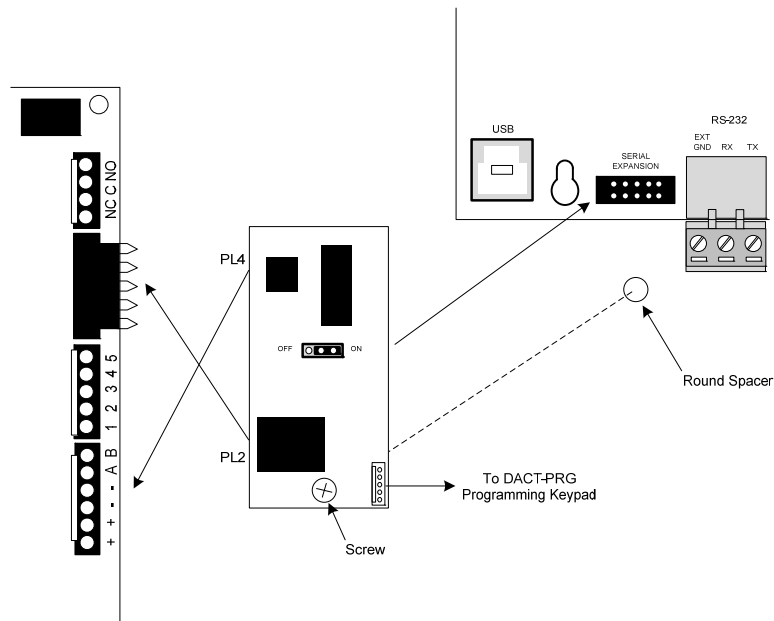 USB
SERIAL
EXPANSION
RS-232
EXT
GND
RX
TX
NC C NO
1 2 3 4 5
+ + - - A B
PL4
OFF
ON
PL2
Screw
To DACT-PRG
Programming Keypad
Round Spacer